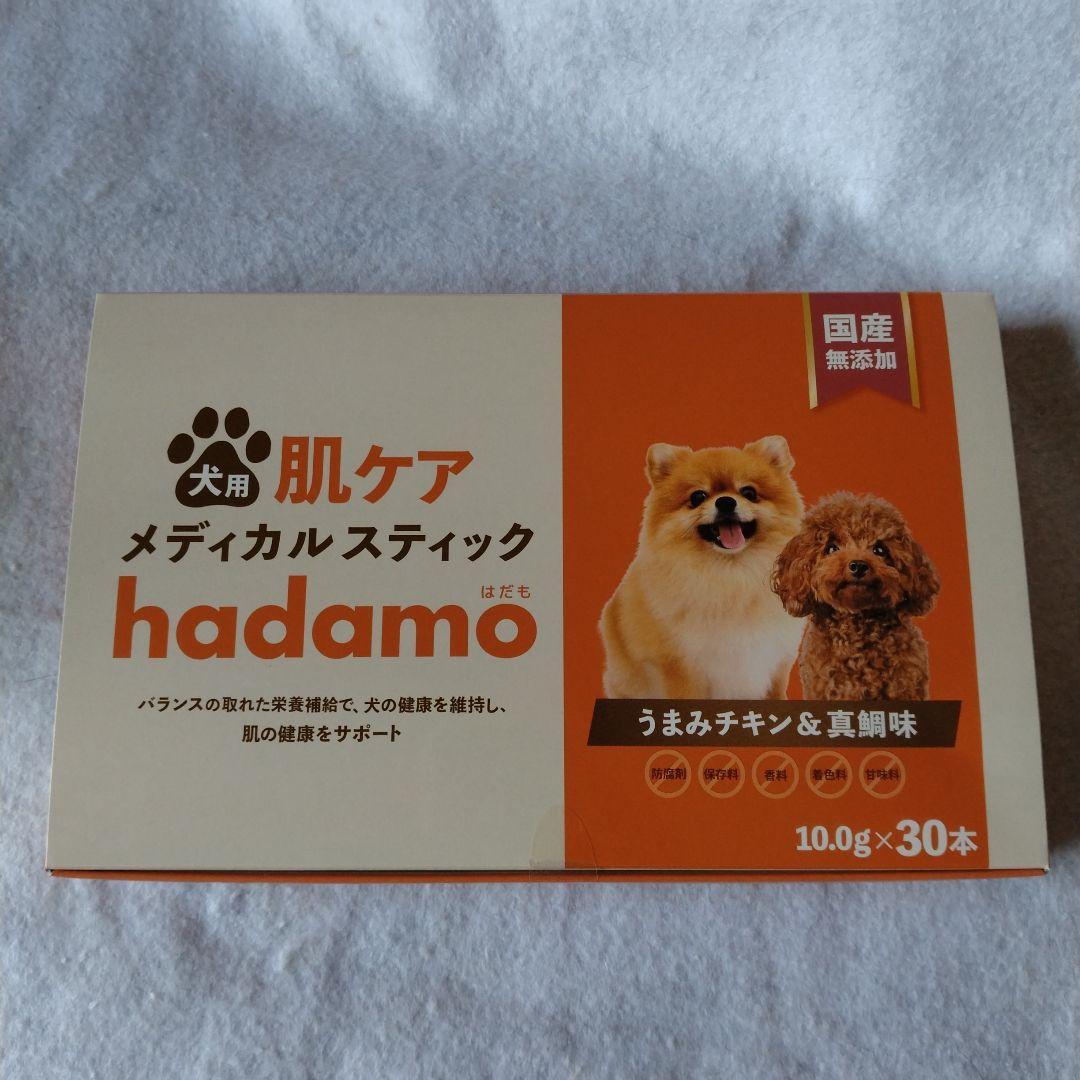 国産
無添加
犬用
肌ケア
メディカルスティック
はだも
hadamo
バランスの取れた栄養補給で、犬の健康を維持し、
肌の健康をサポート
うまみチキン&真鯛味
防腐剤 保存料 香料 着色料 甘味料
10.0g×30本